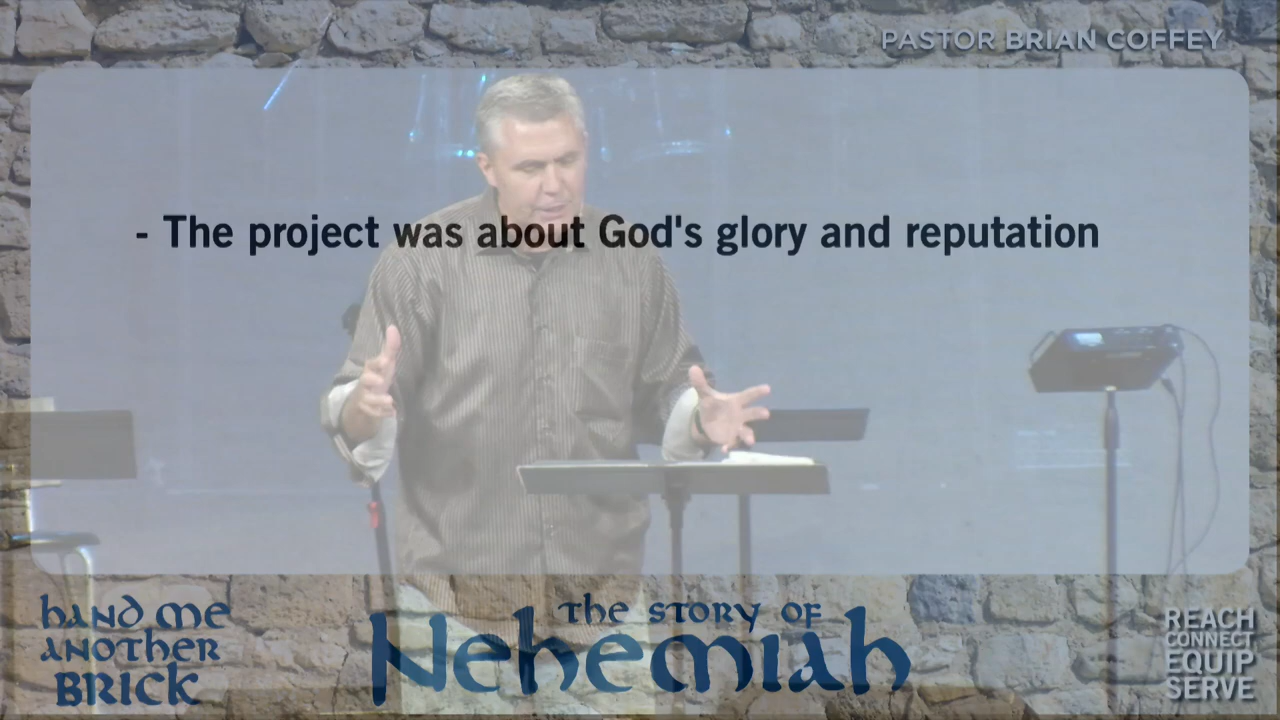 PASTOR BRIAN COFFEY
- The project was about God's glory and reputation
hand me
another
BRICK
the story of
Nehemiah
REACH
CONNECT
EQUIP
SERVE